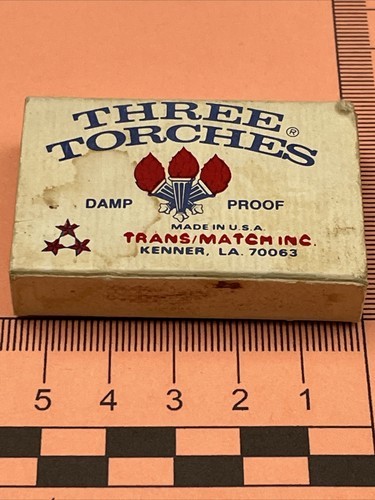 THREE
TORCHES®
DAMP PROOF
MADE IN U.S.A.
TRANS/MATCH INC.
KENNER, LA. 70063
5 4 3 2 1